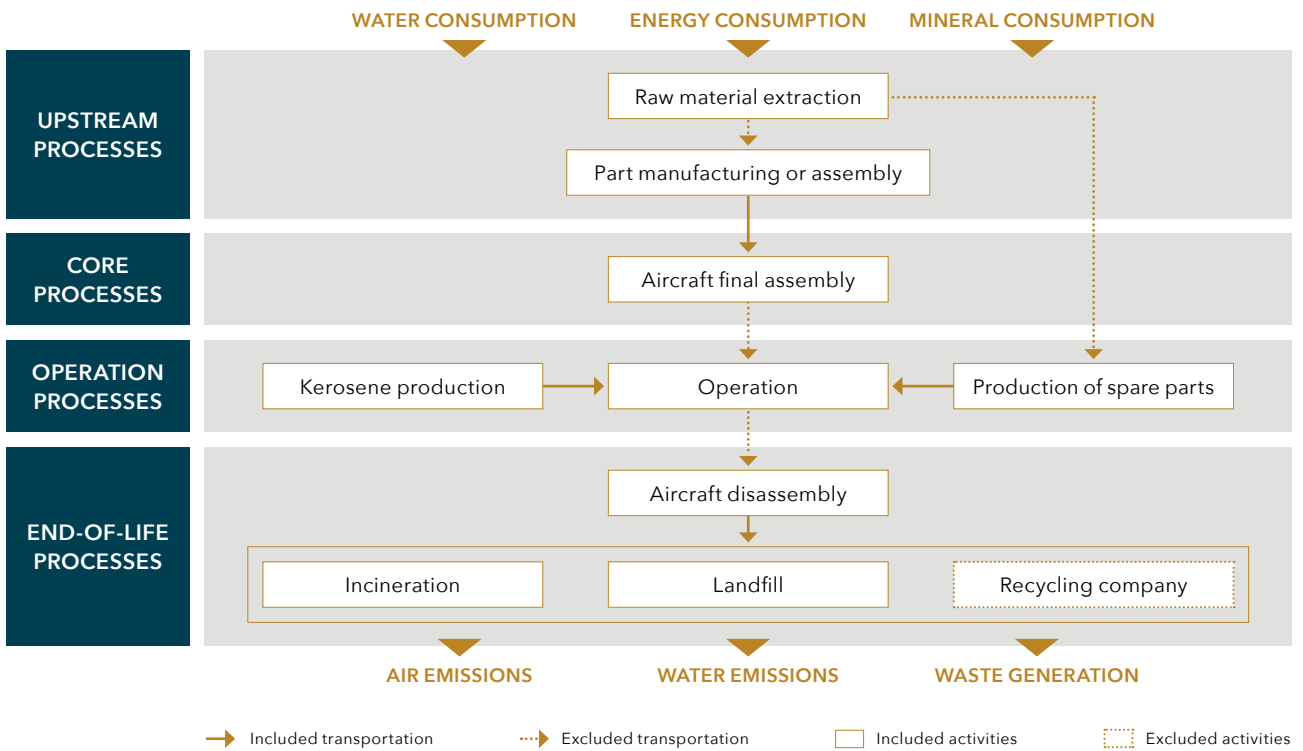 WATER CONSUMPTION
ENERGY CONSUMPTION
MINERAL CONSUMPTION
UPSTREAM
PROCESSES
Raw material extraction
Part manufacturing or assembly
CORE
PROCESSES
Aircraft final assembly
OPERATION
PROCESSES
Kerosene production
Operation
Production of spare parts
END-OF-LIFE
PROCESSES
Aircraft disassembly
Incineration
Landfill
Recycling company
AIR EMISSIONS
WATER EMISSIONS
WASTE GENERATION
Included transportation
Excluded transportation
Included activities
Excluded activities